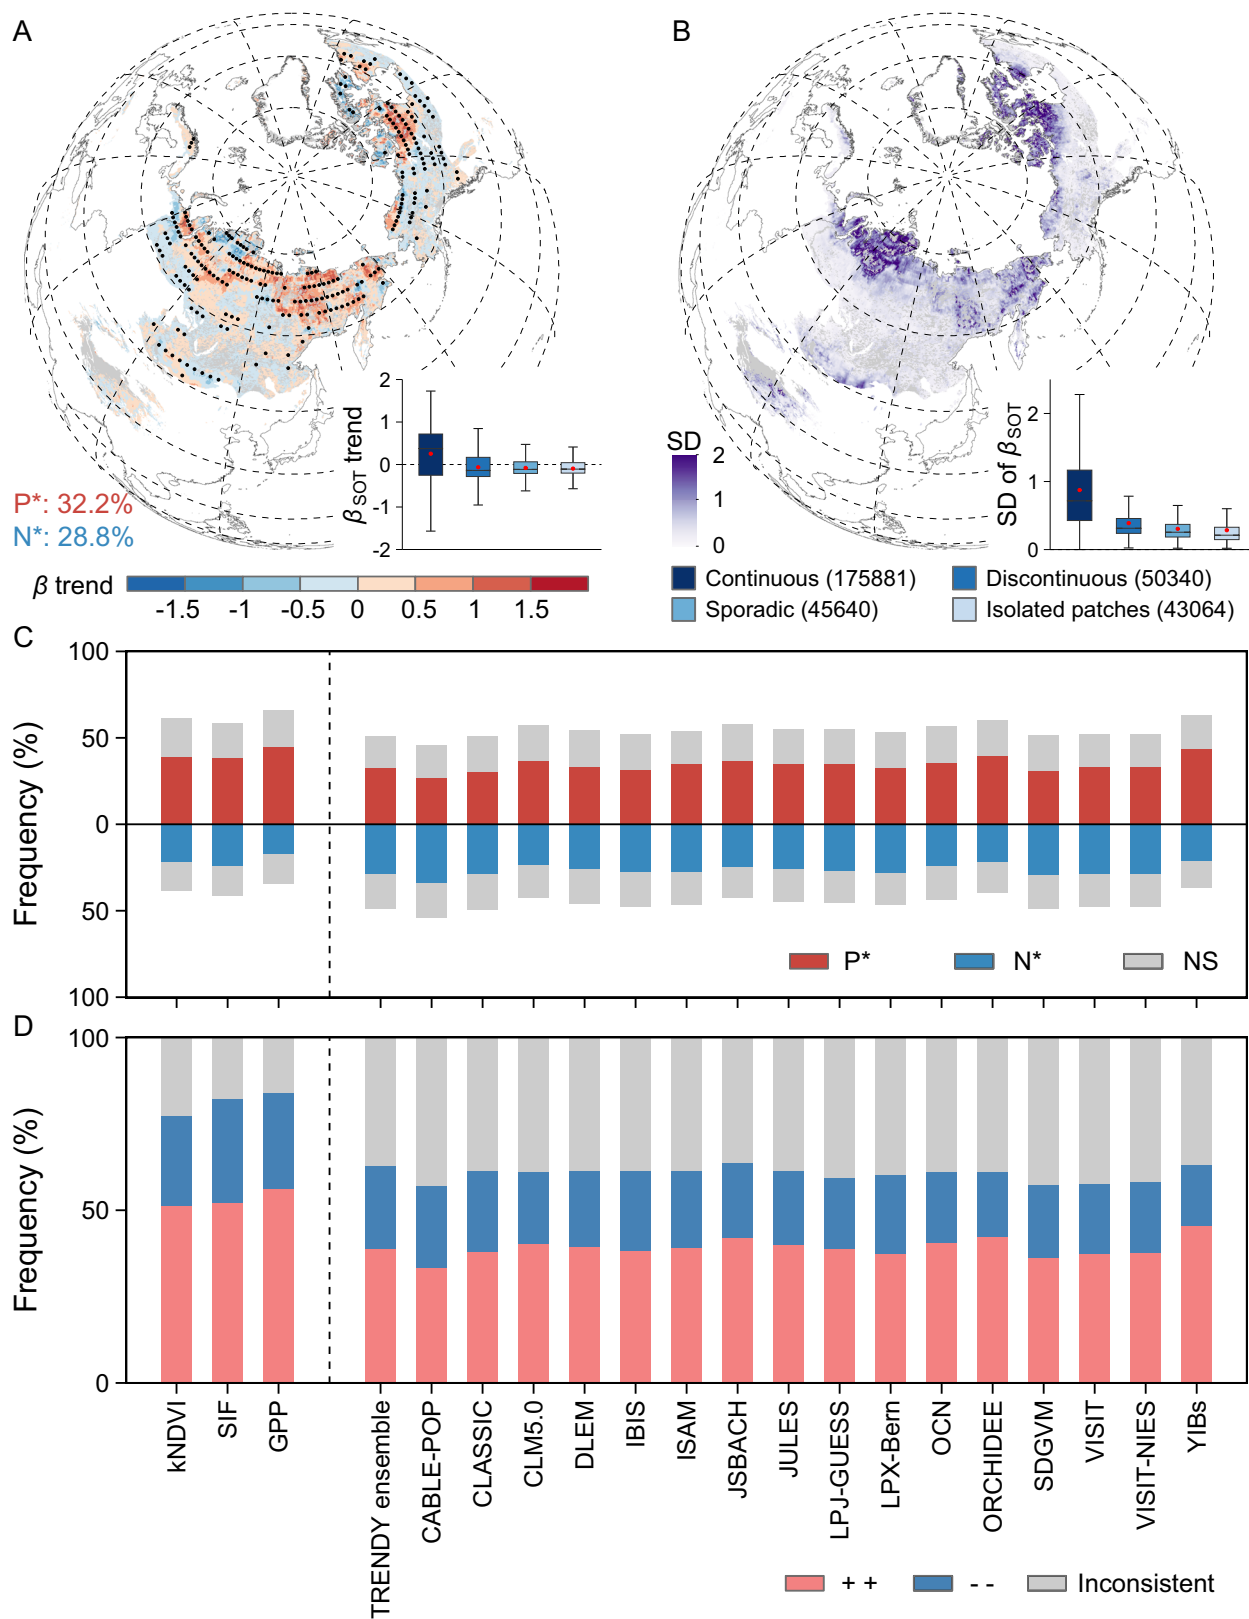 A
B
2
1
0
-1
-2
βSOT trend
P*: 32.2%
N*: 28.8%
β trend
-1.5
-1
-0.5
0
0.5
1
1.5
SD
2
1
0
2
1
0
SD of βSOT
Continuous (175881)
Discontinuous (50340)
Sporadic (45640)
Isolated patches (43064)
C
100
50
0
50
100
Frequency (%)
P*
N*
NS
D
100
50
0
Frequency (%)
kNDVI
SIF
GPP
TRENDY ensemble
CABLE-POP
CLASSIC
CLM5.0
DLEM
IBIS
ISAM
JSBACH
JULES
LPJ-GUESS
LPX-Bern
OCN
ORCHIDEE
SDGVM
VISIT
VISIT-NIES
YIBs
+ +
- -
Inconsistent